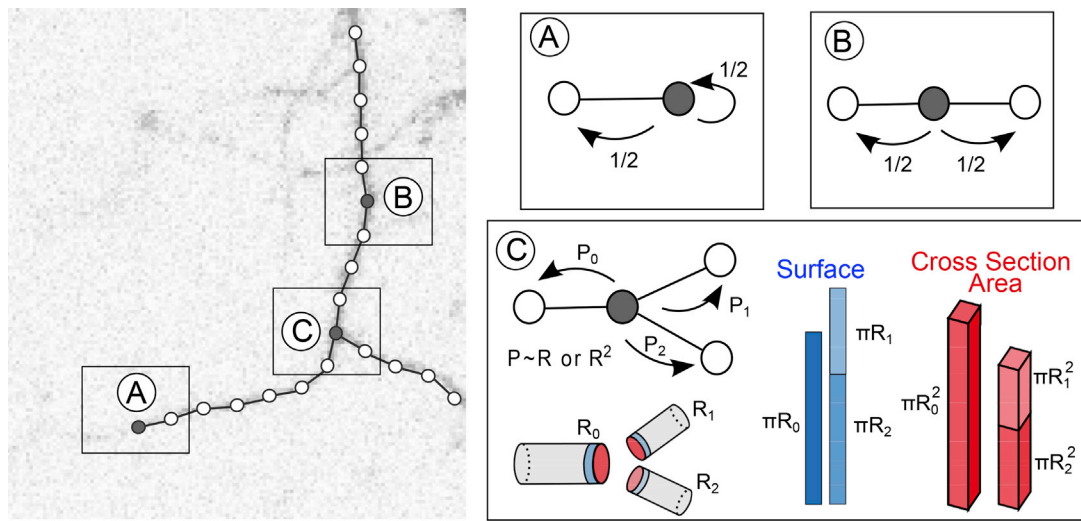 B
C
A
A
1/2
1/2
B
1/2
1/2
C
P₀
P₁
P₂
P~R or R²
R₀
R₁
R₂
Surface
πR₀
πR₁
πR₂
Cross Section
Area
πR₀²
πR₁²
πR₂²